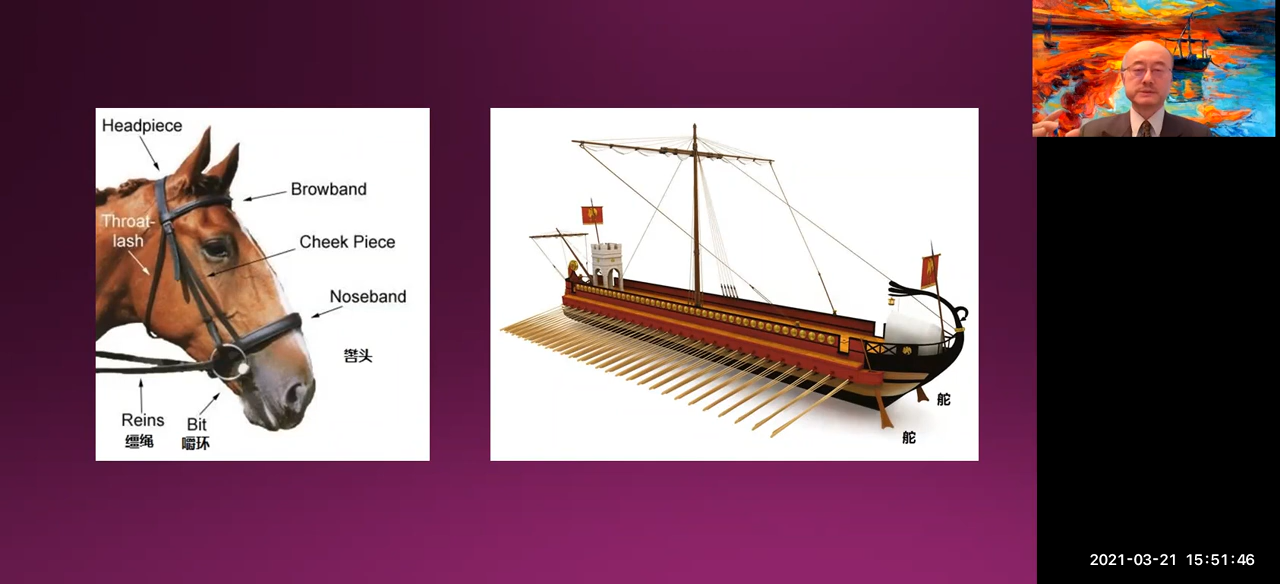 Headpiece
Browband
Throat-
lash
Cheek Piece
Noseband
辔头
Reins
缰绳
Bit
嚼环
舵
舵
2021-03-21 15:51:46